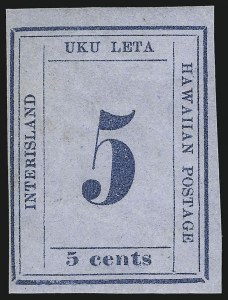 UKU LETA
INTERISLAND
5
HAWAIIAN POSTAGE
5 cents